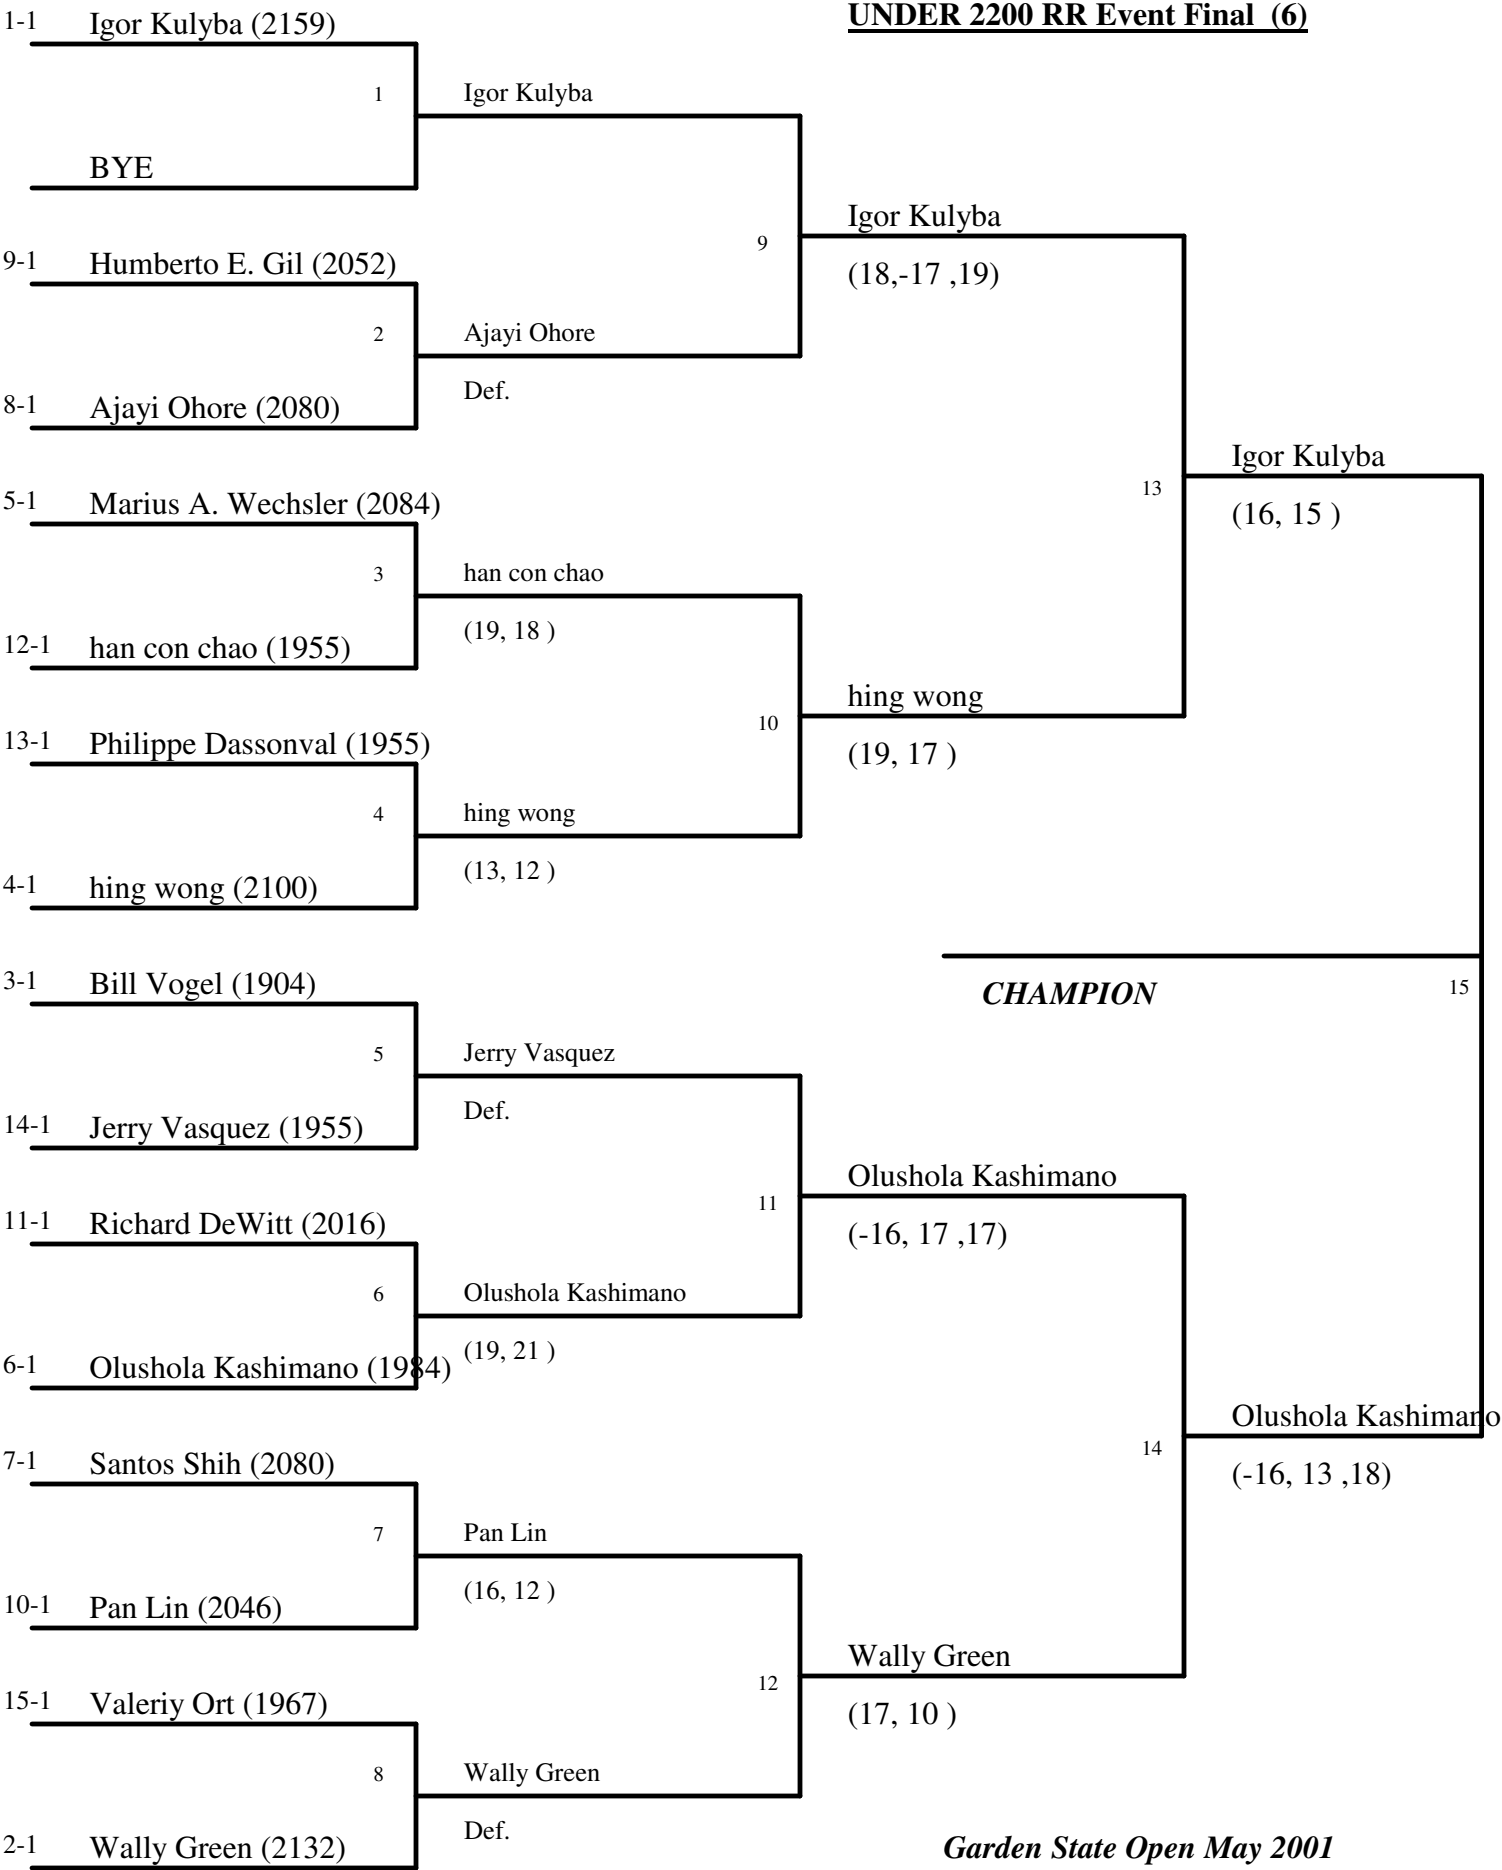 UNDER 2200 RR Event Final (6)
1-1 Igor Kulyba (2159)
1 Igor Kulyba
BYE
Igor Kulyba
9
(18,-17 ,19)
9-1 Humberto E. Gil (2052)
2 Ajayi Ohore
Def.
8-1 Ajayi Ohore (2080)
Igor Kulyba
13
(16, 15 )
5-1 Marius A. Wechsler (2084)
3 han con chao
(19, 18 )
12-1 han con chao (1955)
hing wong
10
(19, 17 )
13-1 Philippe Dassonval (1955)
4 hing wong
(13, 12 )
4-1 hing wong (2100)
CHAMPION 15
3-1 Bill Vogel (1904)
5 Jerry Vasquez
Def.
14-1 Jerry Vasquez (1955)
Olushola Kashimano
11
(-16, 17 ,17)
11-1 Richard DeWitt (2016)
6 Olushola Kashimano
(19, 21 )
6-1 Olushola Kashimano (1984)
Olushola Kashimano
14
(-16, 13 ,18)
7-1 Santos Shih (2080)
7 Pan Lin
(16, 12 )
10-1 Pan Lin (2046)
Wally Green
12
(17, 10 )
15-1 Valeriy Ort (1967)
8 Wally Green
Def.
2-1 Wally Green (2132)
Garden State Open May 2001